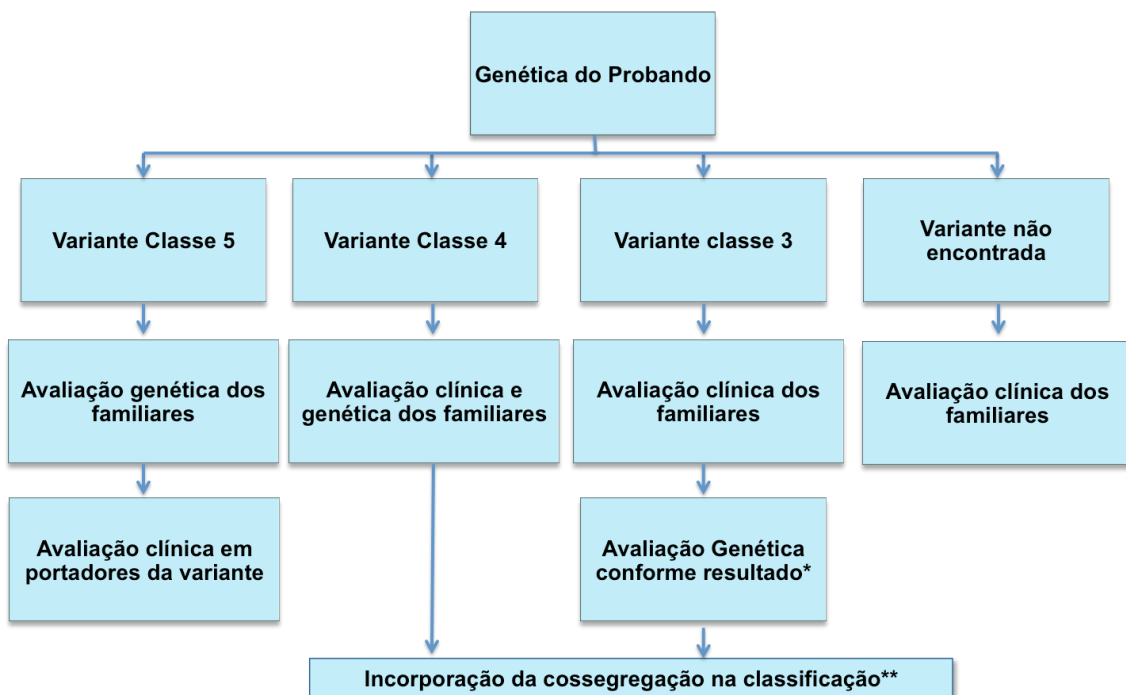 Genética do Probando
Variante Classe 5
Variante Classe 4
Variante classe 3
Variante não
encontrada
Avaliação genética dos
familiares
Avaliação clínica e
genética dos familiares
Avaliação clínica dos
familiares
Avaliação clínica dos
familiares
Avaliação clínica em
portadores da variante
Avaliação Genética
conforme resultado*
Incorporação da cossegregação na classificação**